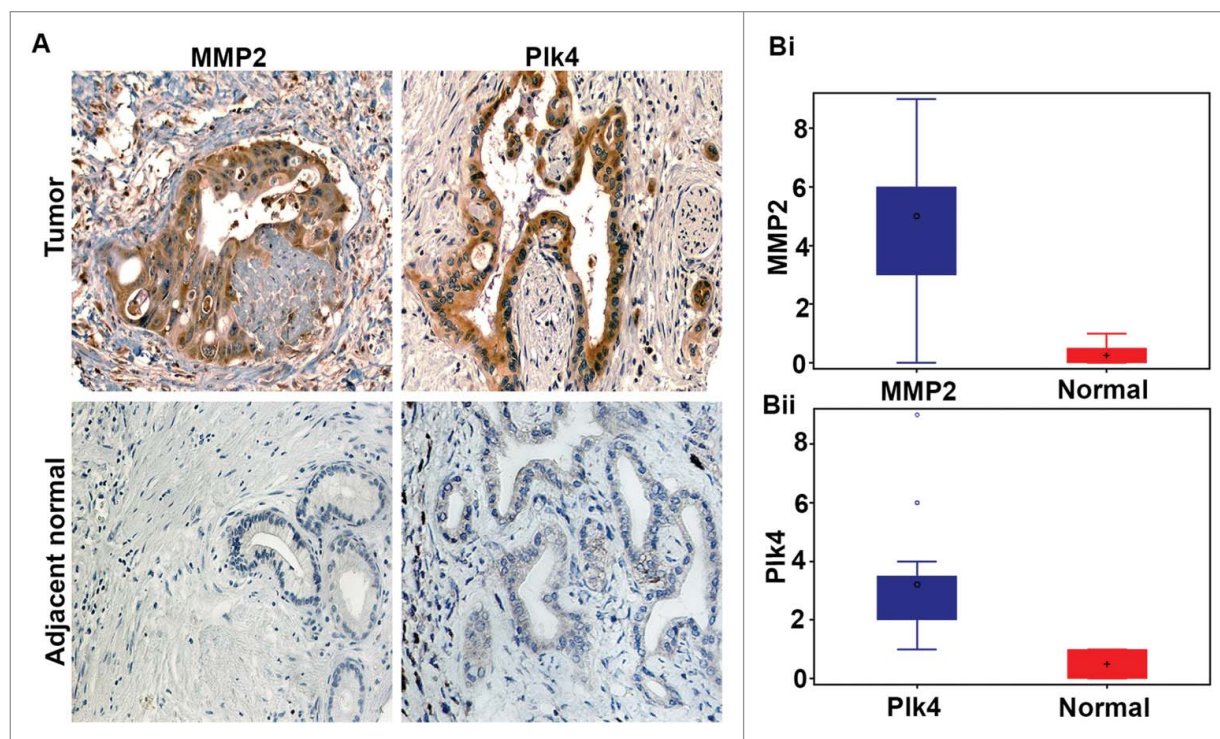 A
MMP2
Plk4
Tumor
Adjacent normal
Bi
MMP2
8
6
4
2
0
MMP2
Normal
Bii
Plk4
8
6
4
2
0
Plk4
Normal